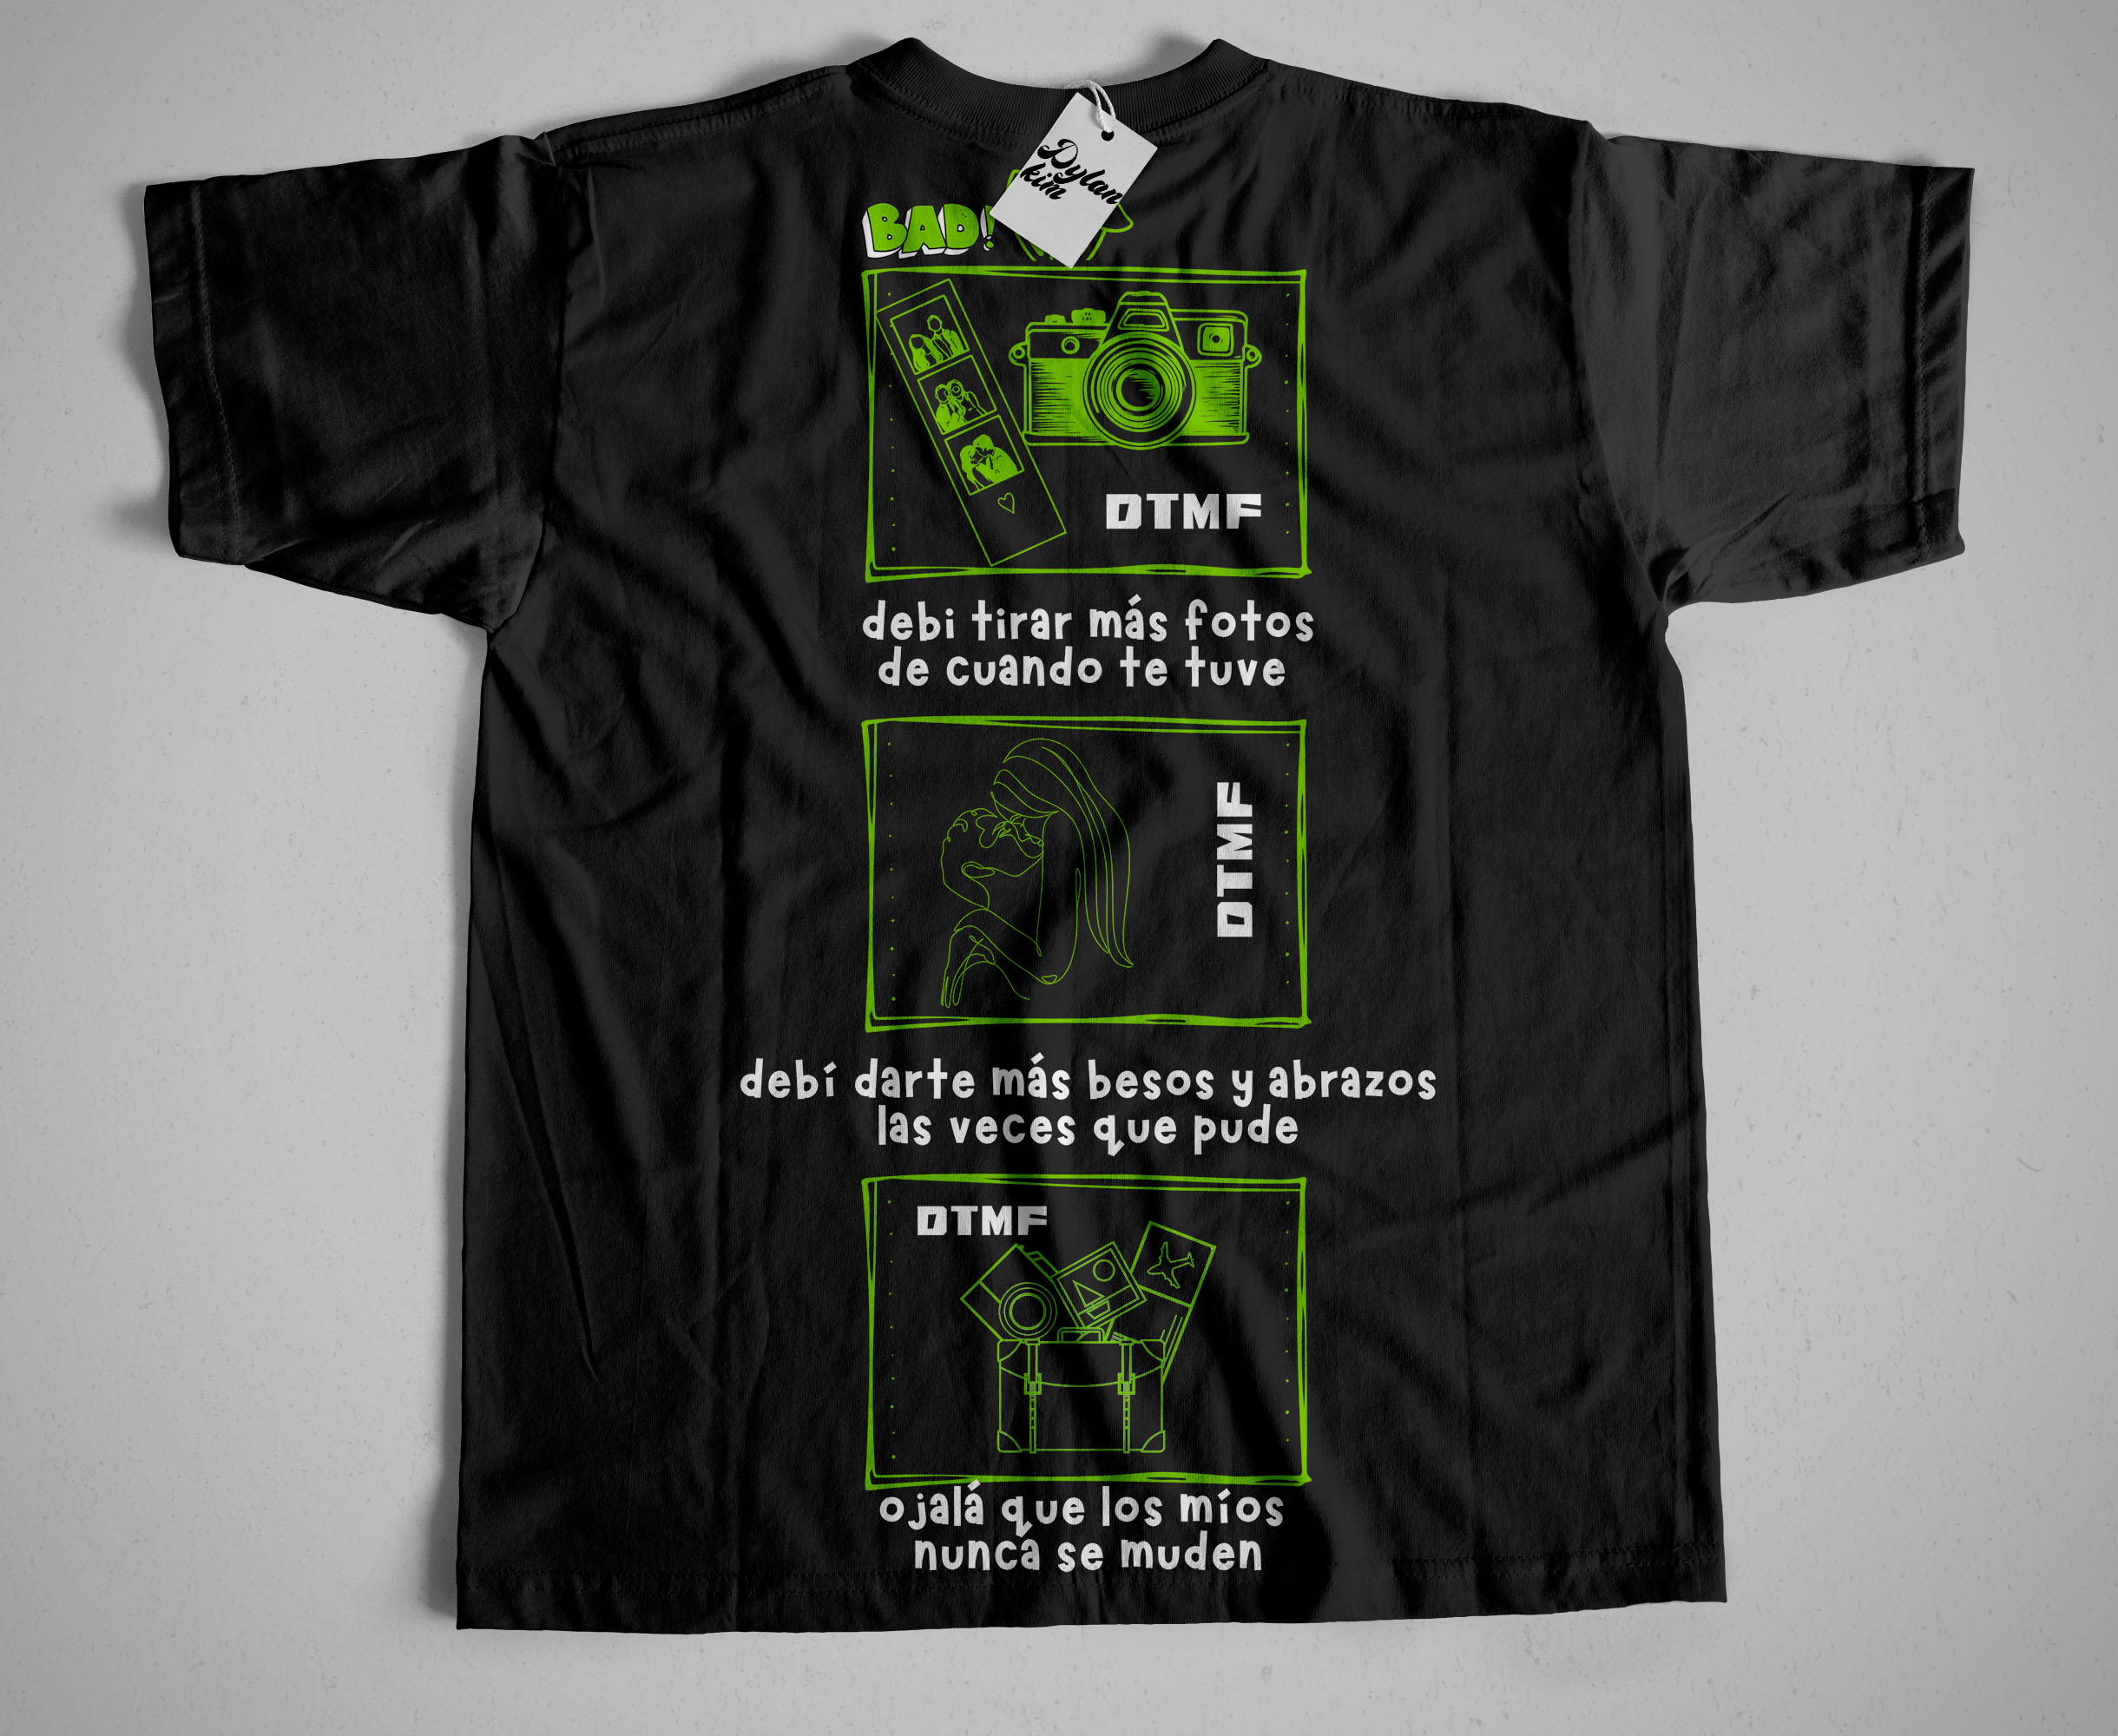 Dylan
kim
BAD!
DTMF
debi tirar más fotos
de cuando te tuve
DTMF
debí darte más besos y abrazos
las veces que pude
DTMF
ojalá que los míos
nunca se muden